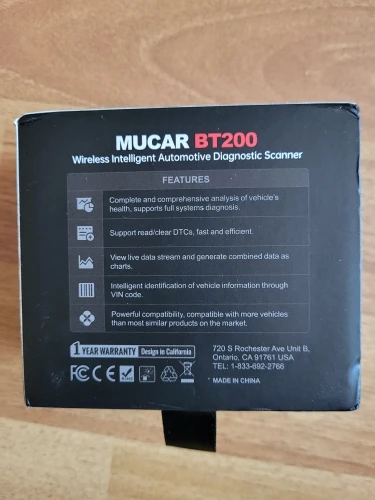 MUCAR BT200
Wireless Intelligent Automotive Diagnostic Scanner
FEATURES
Complete and comprehensive analysis of vehicle's
health, supports full systems diagnosis.
Support read/clear DTCs, fast and efficient.
View live data stream and generate combined data as
charts.
Intelligent identification of vehicle information through
VIN code.
Powerful compatibility, compatible with more vehicles
than most similar products on the market.
1 YEAR WARRANTY Design in California
FC CE
720 S Rochester Ave Unit B,
Ontario, CA 91761 USA
TEL: 1-833-692-2766
MADE IN CHINA